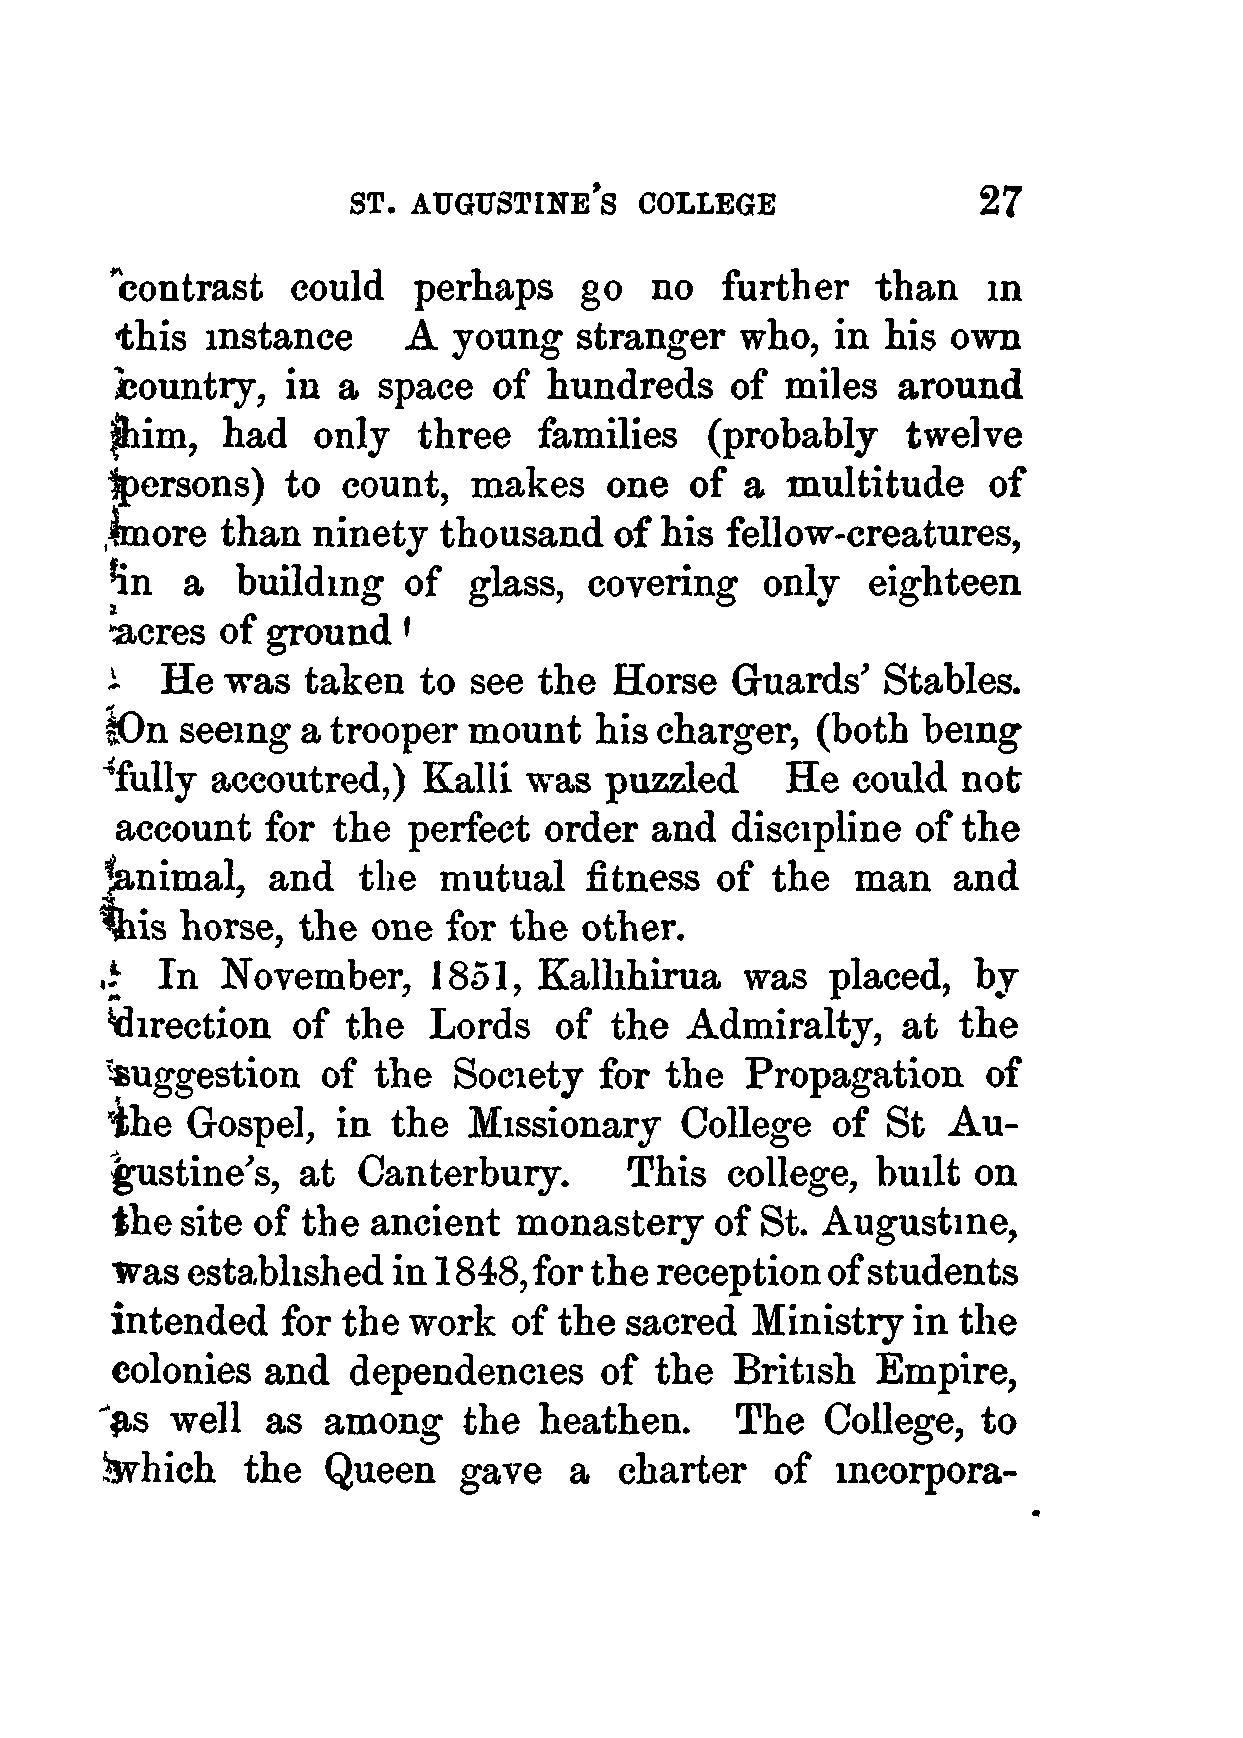 ST. AUGUSTINE'S COLLEGE 27
contrast could perhaps go no further than in
this instance A young stranger who, in his own
country, in a space of hundreds of miles around
him, had only three families (probably twelve
persons) to count, makes one of a multitude of
more than ninety thousand of his fellow-creatures,
in a building of glass, covering only eighteen
acres of ground !
He was taken to see the Horse Guards' Stables.
On seeing a trooper mount his charger, (both being
fully accoutred,) Kalli was puzzled He could not
account for the perfect order and discipline of the
animal, and the mutual fitness of the man and
his horse, the one for the other.
In November, 1851, Kallihirua was placed, by
direction of the Lords of the Admiralty, at the
suggestion of the Society for the Propagation of
the Gospel, in the Missionary College of St Au-
gustine's, at Canterbury. This college, built on
the site of the ancient monastery of St. Augustine,
was established in 1848, for the reception of students
intended for the work of the sacred Ministry in the
colonies and dependencies of the British Empire,
as well as among the heathen. The College, to
which the Queen gave a charter of incorpora-